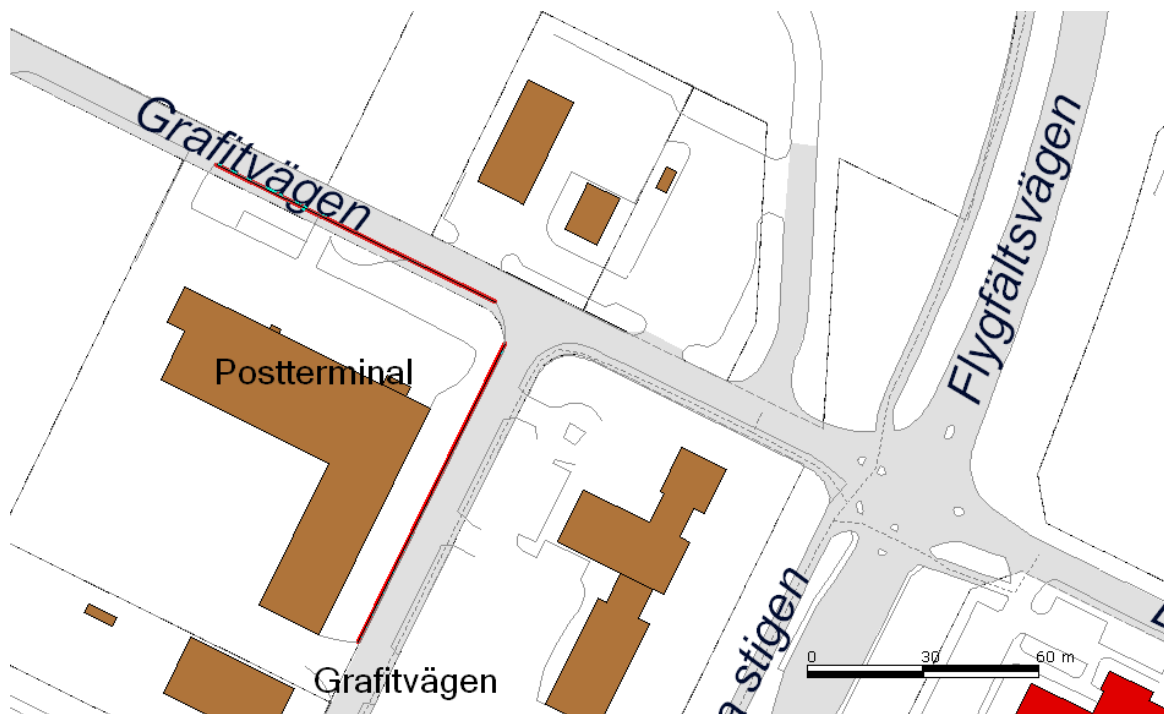 Grafitvägen
Flygfältsvägen
Postterminal
Grafitvägen
a stigen
0 30 60 m